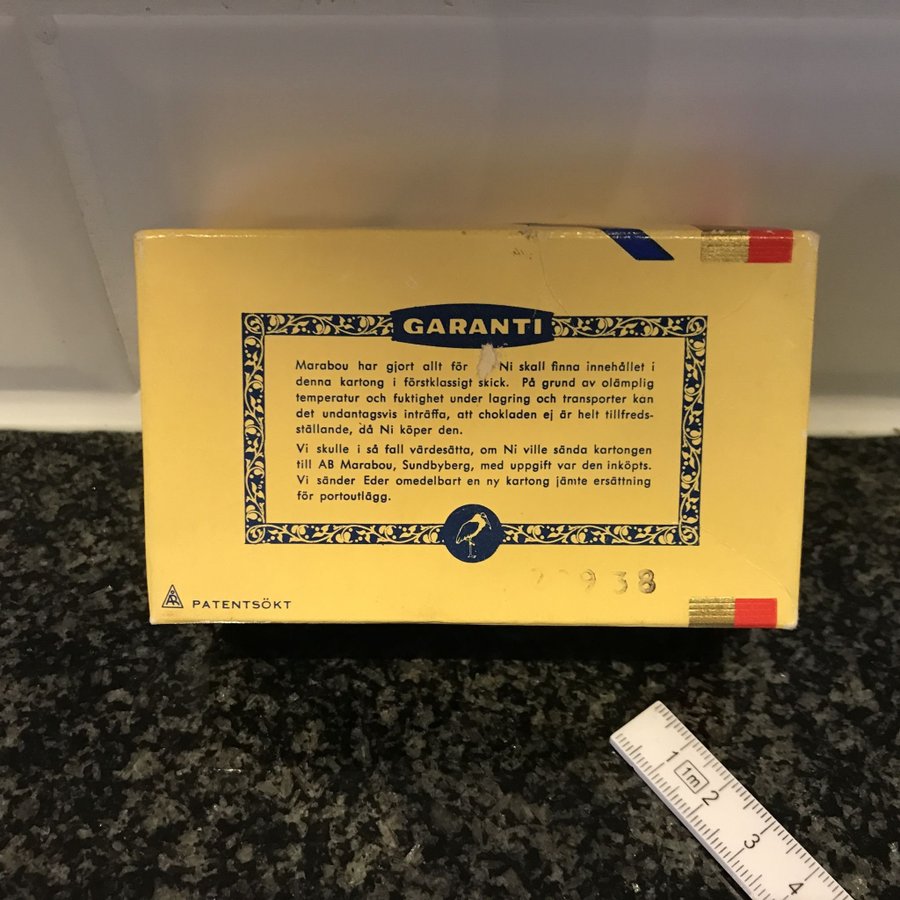 GARANTI
Marabou har gjort allt för Ni skall finna innehållet i
denna kartong i förstklassigt skick. På grund av olämplig
temperatur och fuktighet under lagring och transporter kan
det undantagsvis inträffa, att chokladen ej är helt tillfreds-
ställande, då Ni köper den.
Vi skulle i så fall värdesätta, om Ni ville sända kartongen
till AB Marabou, Sundbyberg, med uppgift var den inköpts.
Vi sänder Eder omedelbart en ny kartong jämte ersättning
för portoutlägg.
938
PATENTSÖKT
1 1m 2 3 4